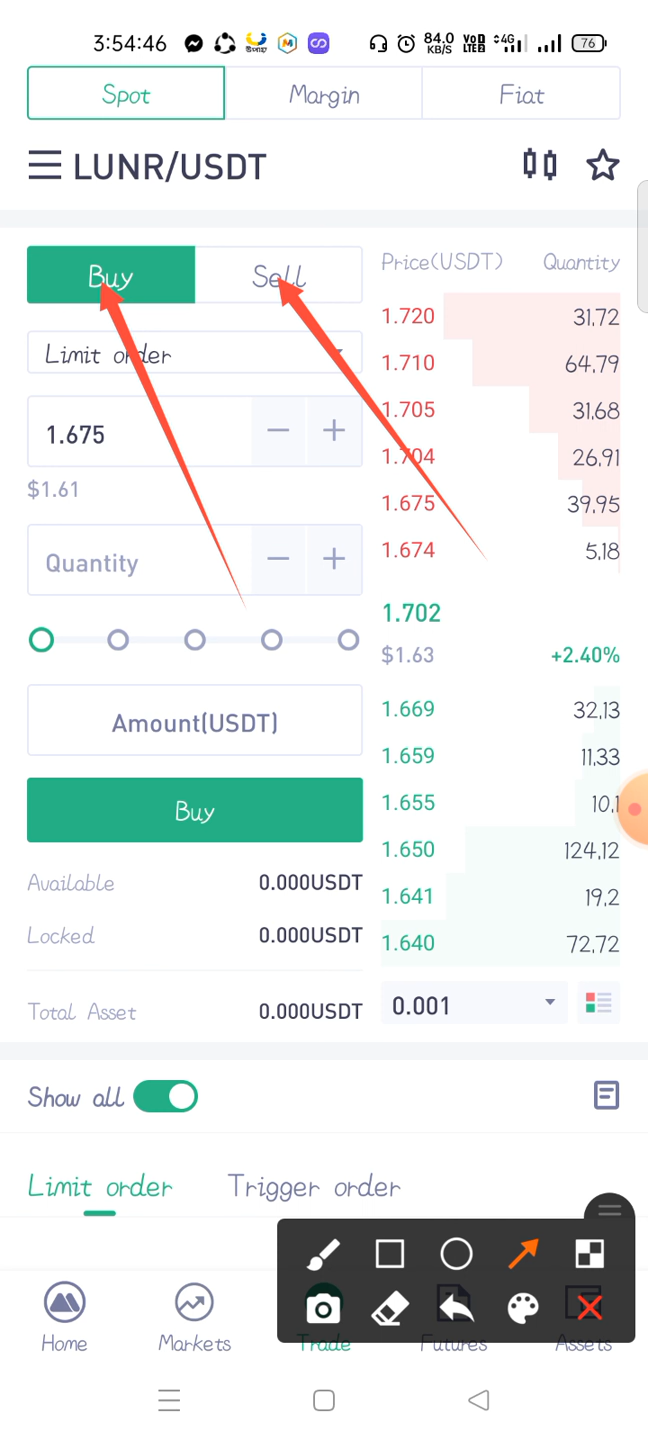 3:54:46
84.0 KB/S
4G
76
Spot Margin Fiat
LUNR/USDT
Buy Sell
Price(USDT) Quantity
Limit order
1.720 31,72
1.710 64,79
1.705 31,68
1.675
1.704 26,91
$1.61
1.675 39,95
1.674 5,18
Quantity
1.702
$1.63 +2.40%
1.669 32,13
Amount(USDT)
1.659 11,33
1.655 10,1
Buy
1.650 124,12
Available 0.000USDT
1.641 19,2
Locked 0.000USDT
1.640 72,72
Total Asset 0.000USDT
0.001
Show all
Limit order Trigger order
Home Markets Trade Futures Assets